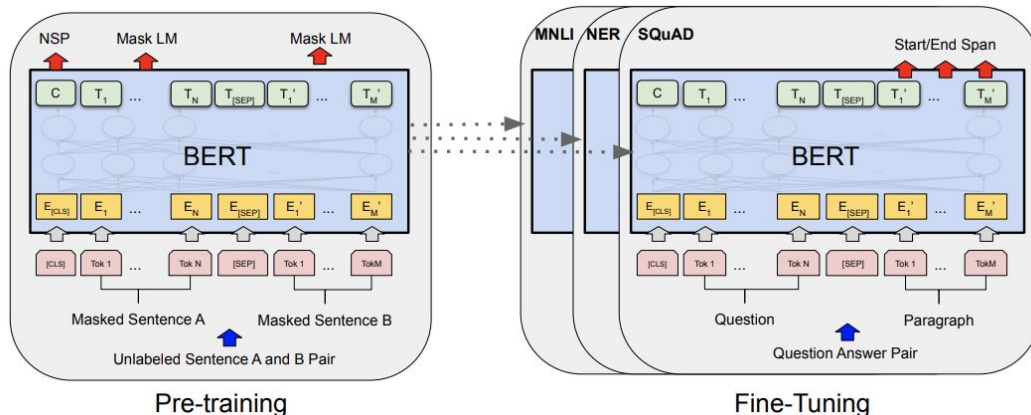 NSP Mask LM Mask LM
C T1 ... TN T[SEP] T1' ... TM'
BERT
E[CLS] E1 ... EN E[SEP] E1' ... EM'
[CLS] Tok 1 ... Tok N [SEP] Tok 1 ... TokM
Masked Sentence A Masked Sentence B
Unlabeled Sentence A and B Pair
Pre-training
MNLI NER SQuAD
Start/End Span
C T1 ... TN T[SEP] T1' ... TM'
BERT
E[CLS] E1 ... EN E[SEP] E1' ... EM'
[CLS] Tok 1 ... Tok N [SEP] Tok 1 ... TokM
Question Paragraph
Question Answer Pair
Fine-Tuning